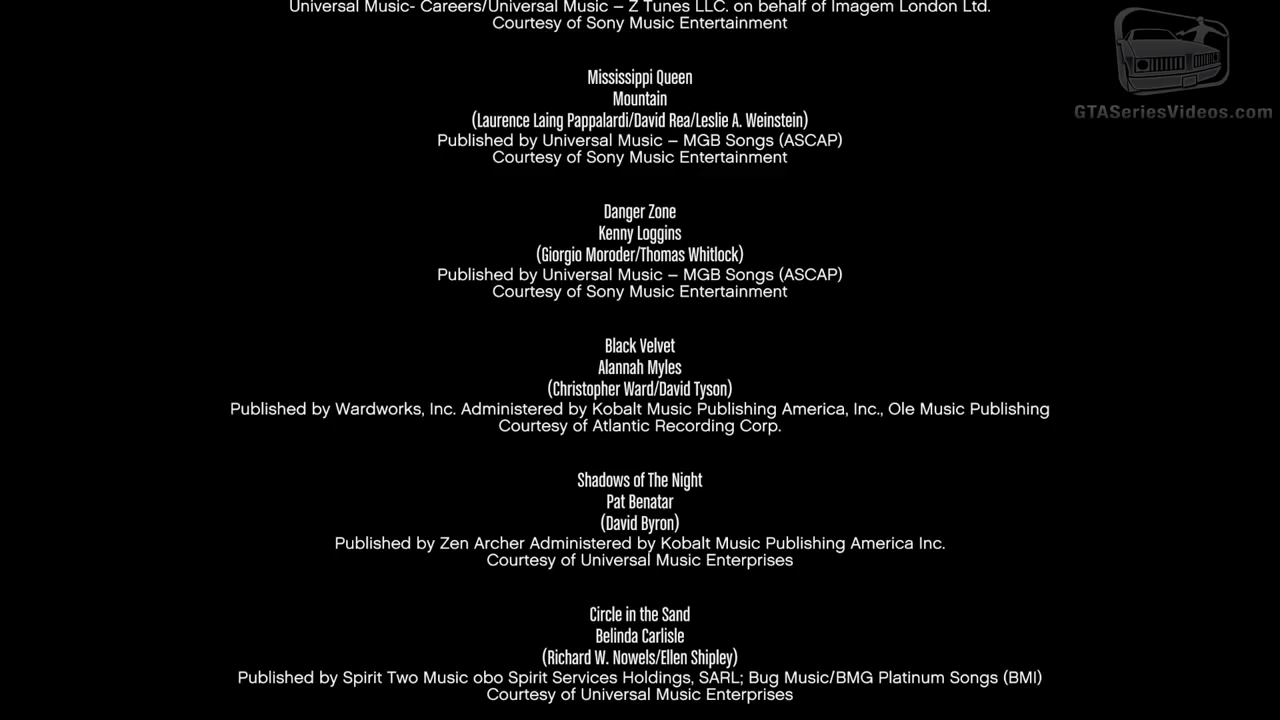 Universal Music- Careers/Universal Music – Z Tunes LLC. on behalf of Imagem London Ltd.
Courtesy of Sony Music Entertainment
GTASeriesVideos.com
Mississippi Queen
Mountain
(Laurence Laing Pappalardi/David Rea/Leslie A. Weinstein)
Published by Universal Music – MGB Songs (ASCAP)
Courtesy of Sony Music Entertainment
Danger Zone
Kenny Loggins
(Giorgio Moroder/Thomas Whitlock)
Published by Universal Music – MGB Songs (ASCAP)
Courtesy of Sony Music Entertainment
Black Velvet
Alannah Myles
(Christopher Ward/David Tyson)
Published by Wardworks, Inc. Administered by Kobalt Music Publishing America, Inc., Ole Music Publishing
Courtesy of Atlantic Recording Corp.
Shadows of The Night
Pat Benatar
(David Byron)
Published by Zen Archer Administered by Kobalt Music Publishing America Inc.
Courtesy of Universal Music Enterprises
Circle in the Sand
Belinda Carlisle
(Richard W. Nowels/Ellen Shipley)
Published by Spirit Two Music obo Spirit Services Holdings, SARL; Bug Music/BMG Platinum Songs (BMI)
Courtesy of Universal Music Enterprises